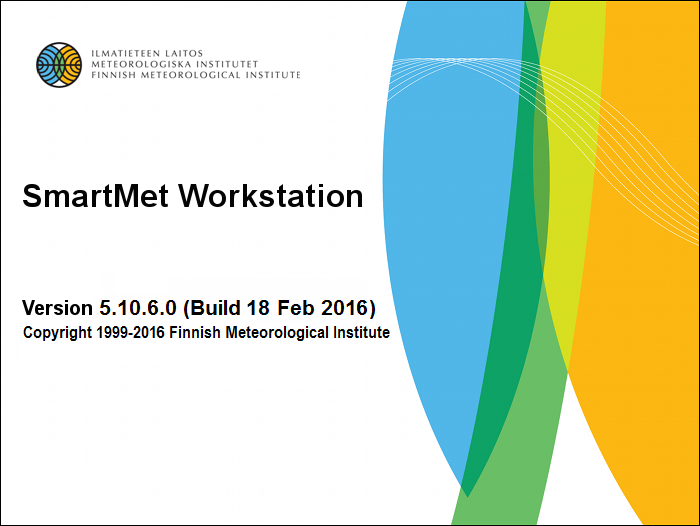 ILMATIETEEN LAITOS
METEOROLOGISKA INSTITUTET
FINNISH METEOROLOGICAL INSTITUTE
SmartMet Workstation
Version 5.10.6.0 (Build 18 Feb 2016)
Copyright 1999-2016 Finnish Meteorological Institute